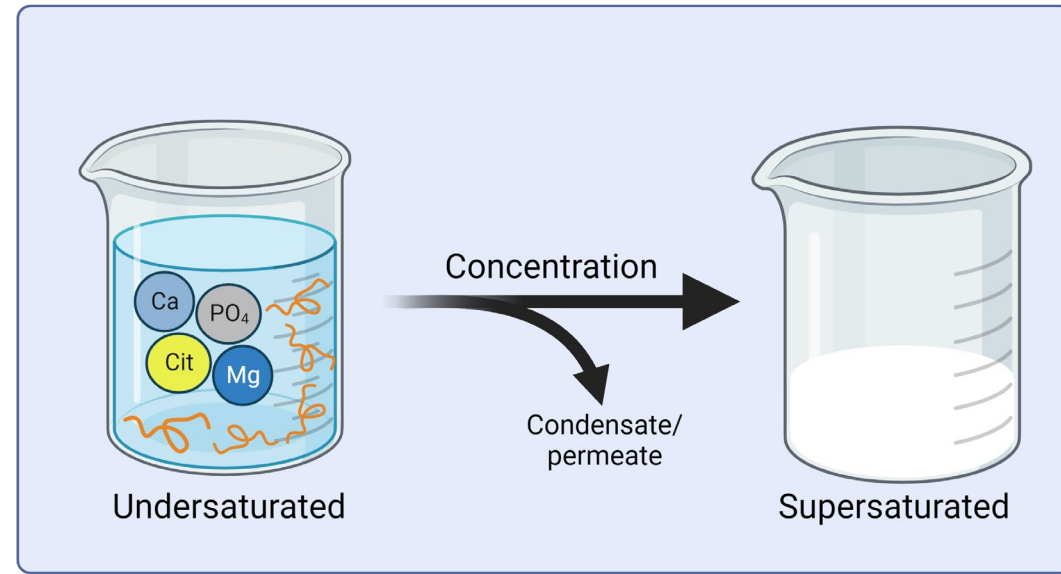 Concentration
Ca
PO₄
Cit
Mg
Condensate/
permeate
Undersaturated
Supersaturated